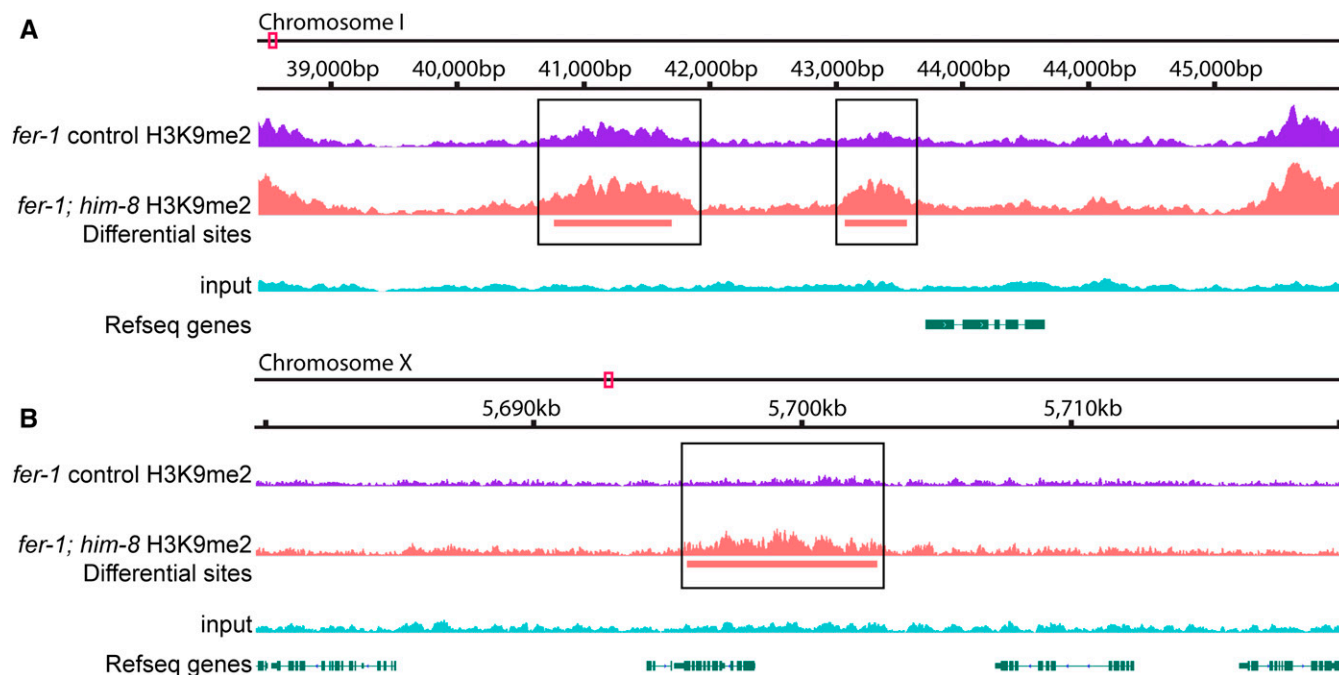 A
Chromosome I
39,000bp 40,000bp 41,000bp 42,000bp 43,000bp 44,000bp 44,000bp 45,000bp
fer-1 control H3K9me2
fer-1; him-8 H3K9me2
Differential sites
input
Refseq genes
Chromosome X
B
5,690kb 5,700kb 5,710kb
fer-1 control H3K9me2
fer-1; him-8 H3K9me2
Differential sites
input
Refseq genes